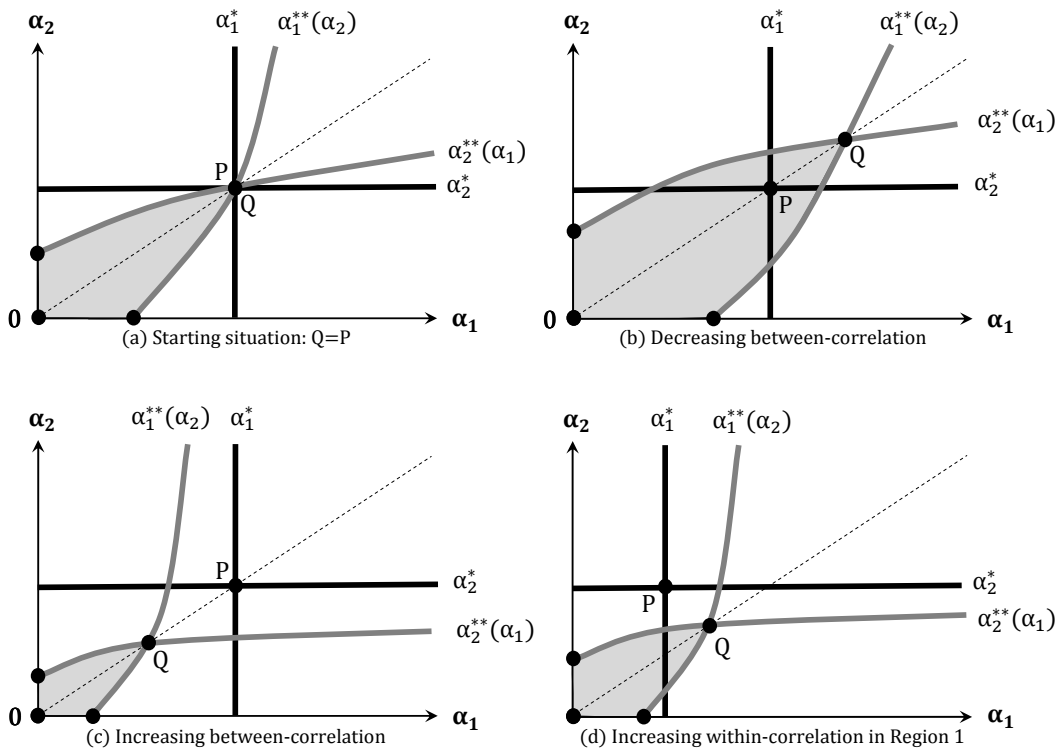 α₂ α₁* α₁**(α₂)
α₂**(α₁)
P
α₂*
Q
0 α₁
(a) Starting situation: Q=P
α₂ α₁* α₁**(α₂)
α₂**(α₁)
Q
α₂*
P
0 α₁
(b) Decreasing between-correlation
α₂ α₁**(α₂) α₁*
P
α₂*
α₂**(α₁)
Q
0 α₁
(c) Increasing between-correlation
α₂ α₁* α₁**(α₂)
α₂*
P
α₂**(α₁)
Q
0 α₁
(d) Increasing within-correlation in Region 1